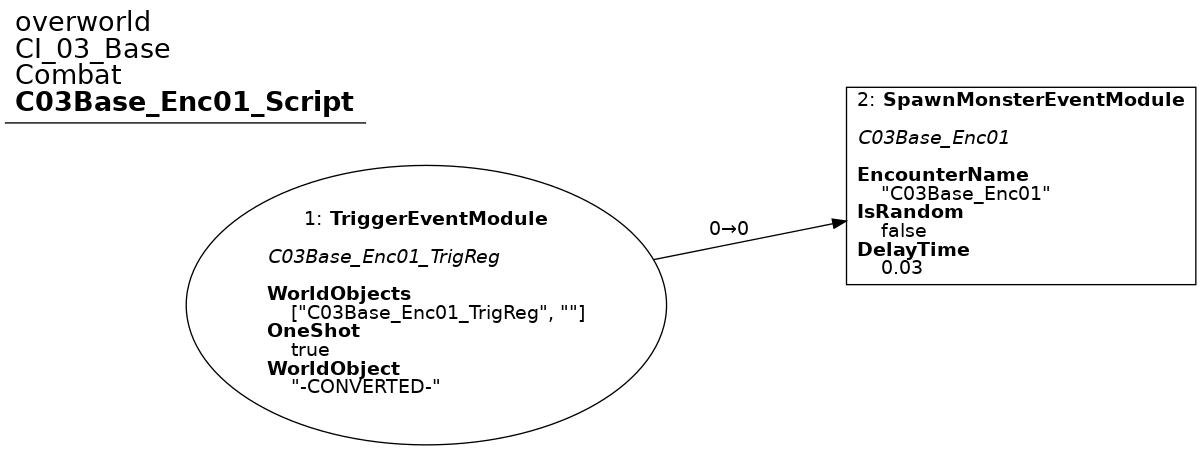 overworld
CI_03_Base
Combat
C03Base_Enc01_Script
1: TriggerEventModule
C03Base_Enc01_TrigReg
WorldObjects
["C03Base_Enc01_TrigReg", ""]
OneShot
true
WorldObject
"-CONVERTED-"
0→0
2: SpawnMonsterEventModule
C03Base_Enc01
EncounterName
"C03Base_Enc01"
IsRandom
false
DelayTime
0.03